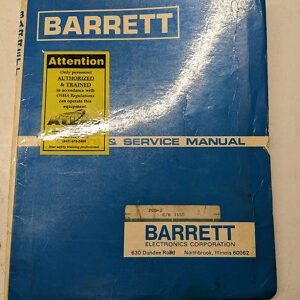 BARRETT
BARRETT
Attention
Only personnel
AUTHORIZED
& TRAINED
in accordance with
OSHA Regulations
can operate this
equipment.
& SERVICE MANUAL
BARRETT
ELECTRONICS CORPORATION
630 Dundee Road Northbrook, Illinois 60062